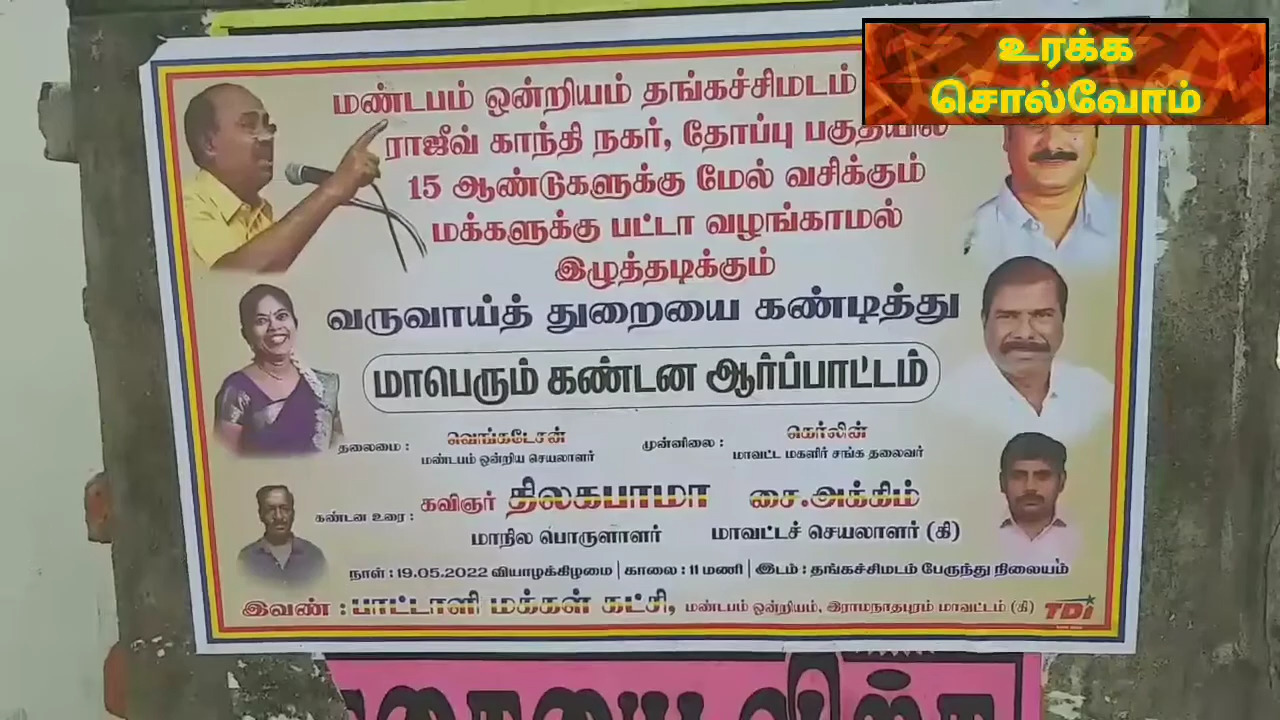 உரக்க
சொல்வோம்
மண்டபம் ஒன்றியம் தங்கச்சிமடம்
ராஜீவ் காந்தி நகர், தோப்பு பகுதியில்
15 ஆண்டுகளுக்கு மேல் வசிக்கும்
மக்களுக்கு பட்டா வழங்காமல்
இழுத்தடிக்கும்
வருவாய்த் துறையை கண்டித்து
மாபெரும் கண்டன ஆர்ப்பாட்டம்
தலைமை : வெங்கடேசன் முன்னிலை : கெர்லின்
மண்டபம் ஒன்றிய செயலாளர் மாவட்ட மகளிர் சங்க தலைவர்
கண்டன உரை : கவிஞர் திலகபாமா சை.அக்கிம்
மாநில பொருளாளர் மாவட்டச் செயலாளர் (கி)
நாள் : 19.05.2022 வியாழக்கிழமை | காலை : 11 மணி | இடம் : தங்கச்சிமடம் பேருந்து நிலையம்
இவண் : பாட்டாளி மக்கள் கட்சி, மண்டபம் ஒன்றியம், இராமநாதபுரம் மாவட்டம் (கி) TDi